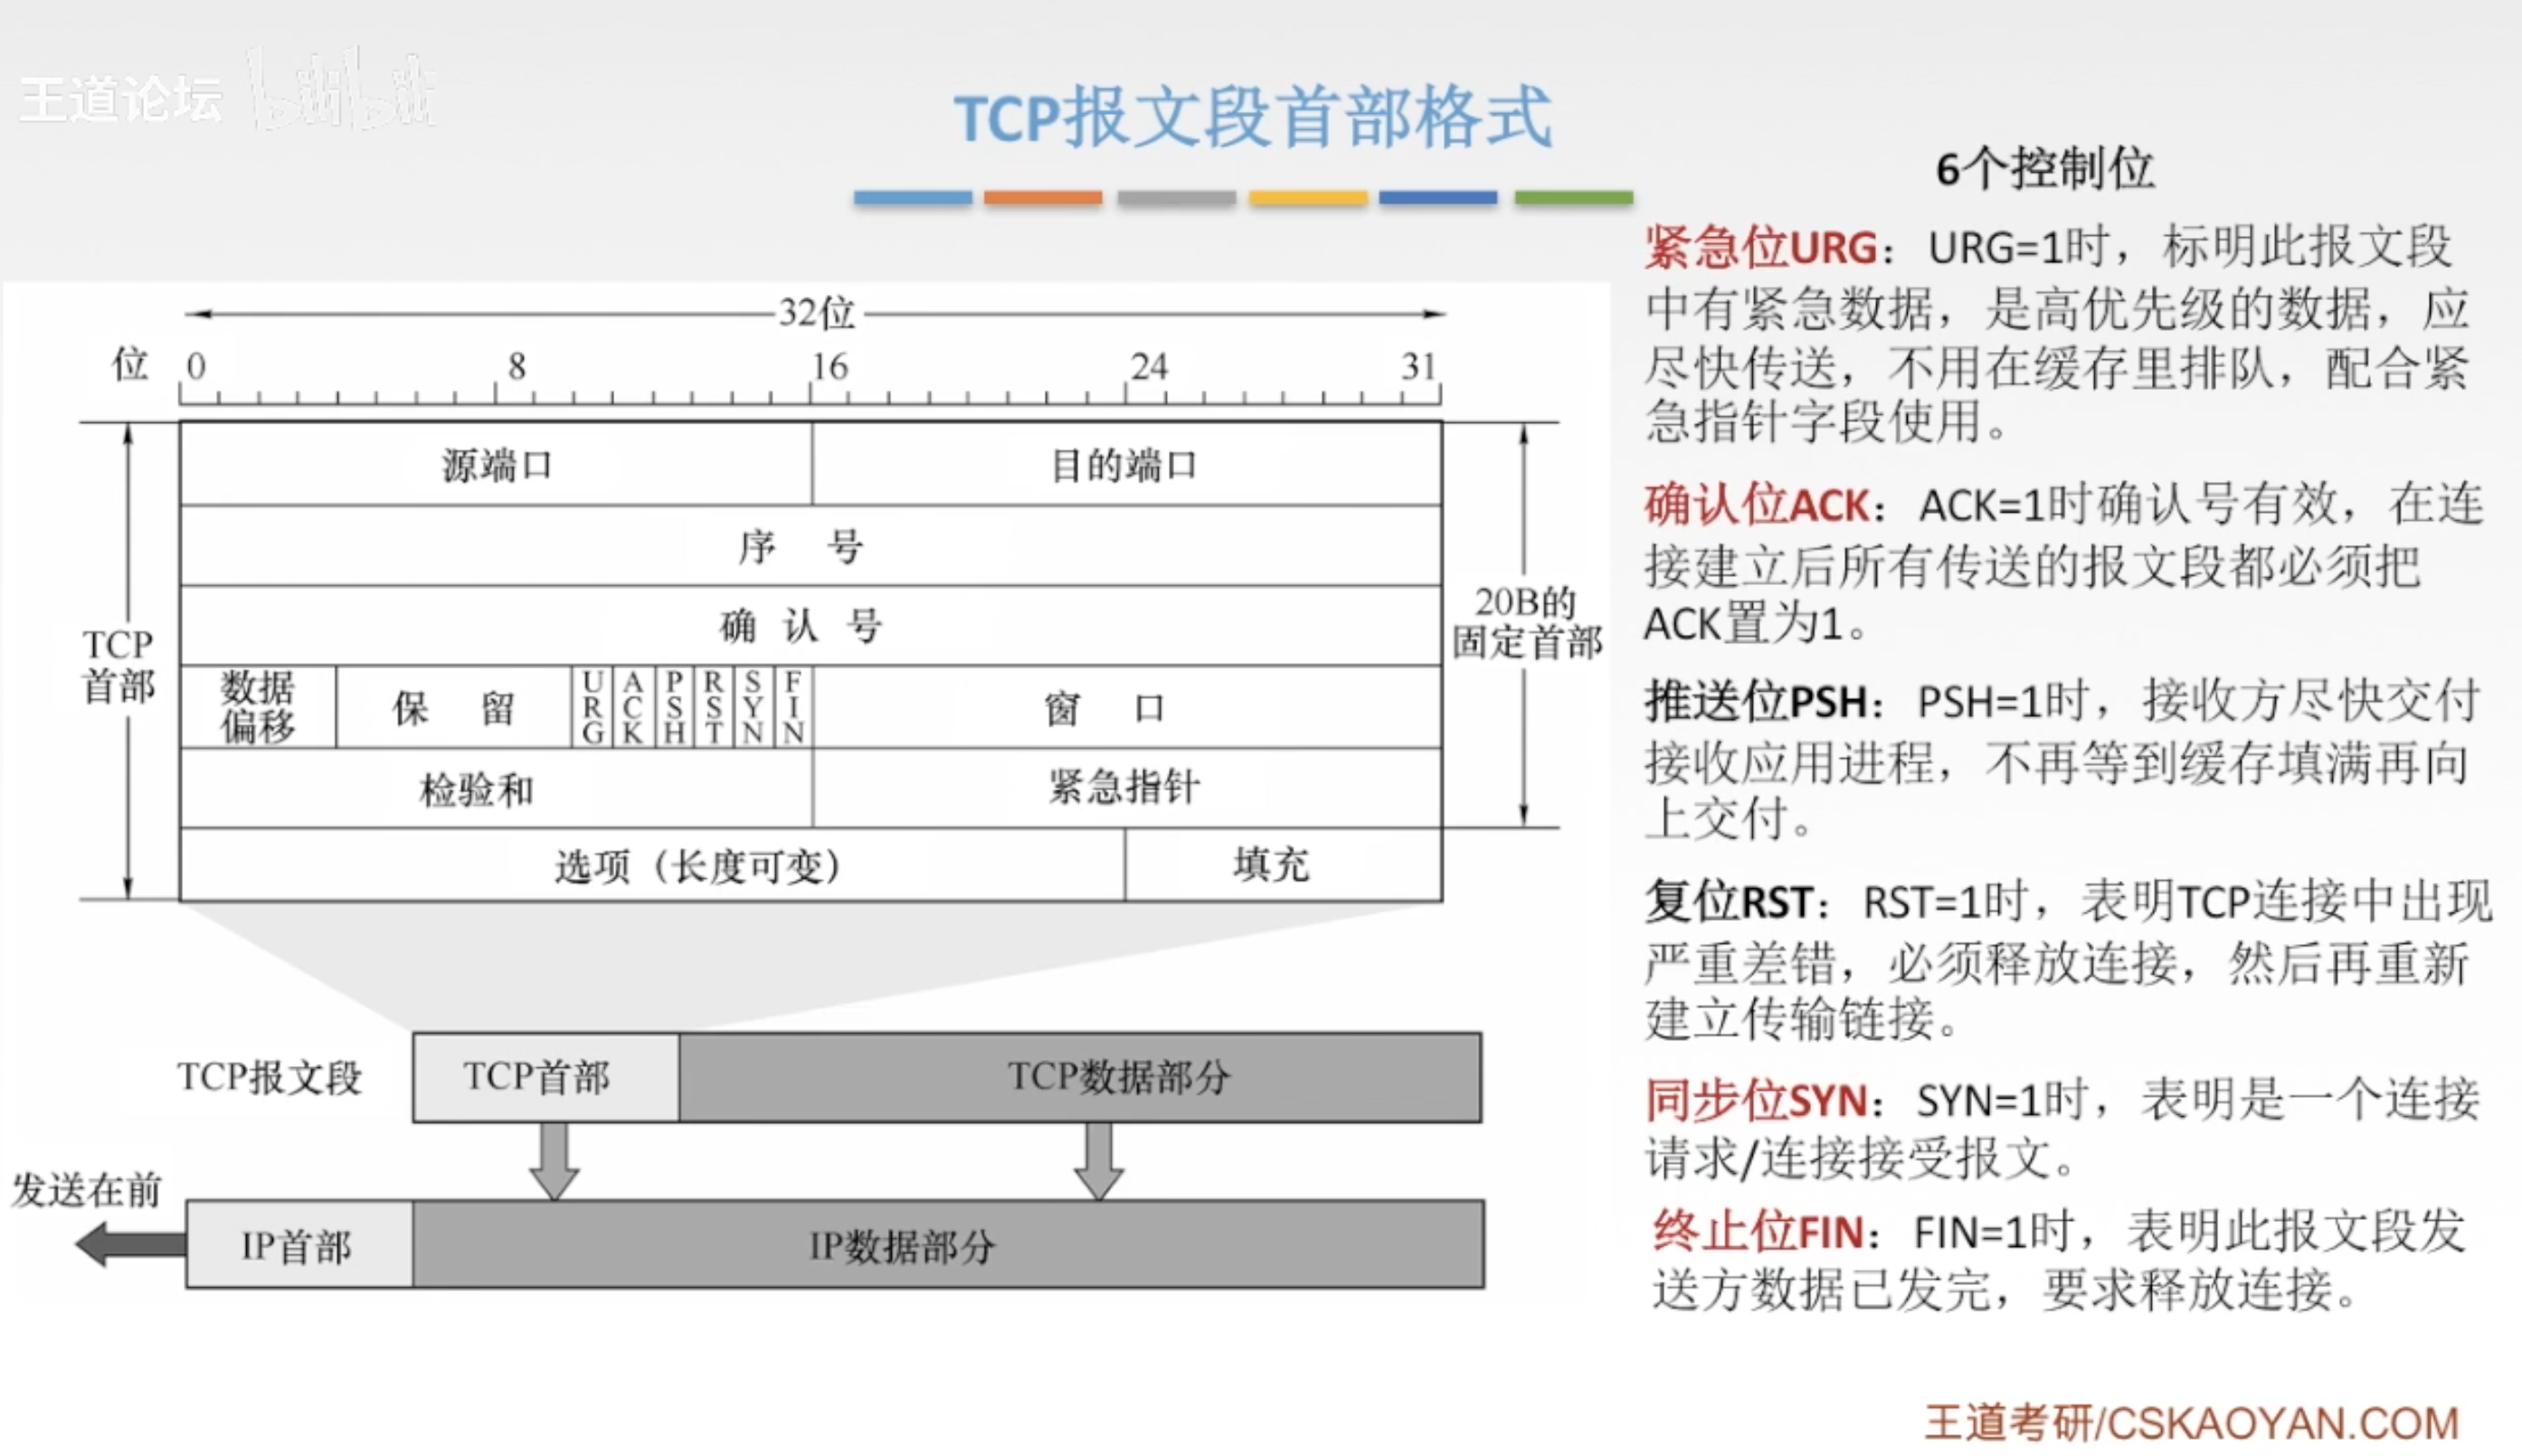 王道论坛 bilibili
TCP报文段首部格式
32位
位 0 8 16 24 31
TCP
首部
源端口 目的端口
序 号
确 认 号
数据
偏移
保 留
URG ACK PSH RST SYN FIN
窗 口
检验和 紧急指针
选项（长度可变） 填充
20B的
固定首部
TCP报文段 TCP首部 TCP数据部分
发送在前
IP首部 IP数据部分
6个控制位
紧急位URG：URG=1时，标明此报文段
中有紧急数据，是高优先级的数据，应
尽快传送，不用在缓存里排队，配合紧
急指针字段使用。
确认位ACK：ACK=1时确认号有效，在连
接建立后所有传送的报文段都必须把
ACK置为1。
推送位PSH：PSH=1时，接收方尽快交付
接收应用进程，不再等到缓存填满再向
上交付。
复位RST：RST=1时，表明TCP连接中出现
严重差错，必须释放连接，然后再重新
建立传输链接。
同步位SYN：SYN=1时，表明是一个连接
请求/连接接受报文。
终止位FIN：FIN=1时，表明此报文段发
送方数据已发完，要求释放连接。
王道考研/CSKAOYAN.COM